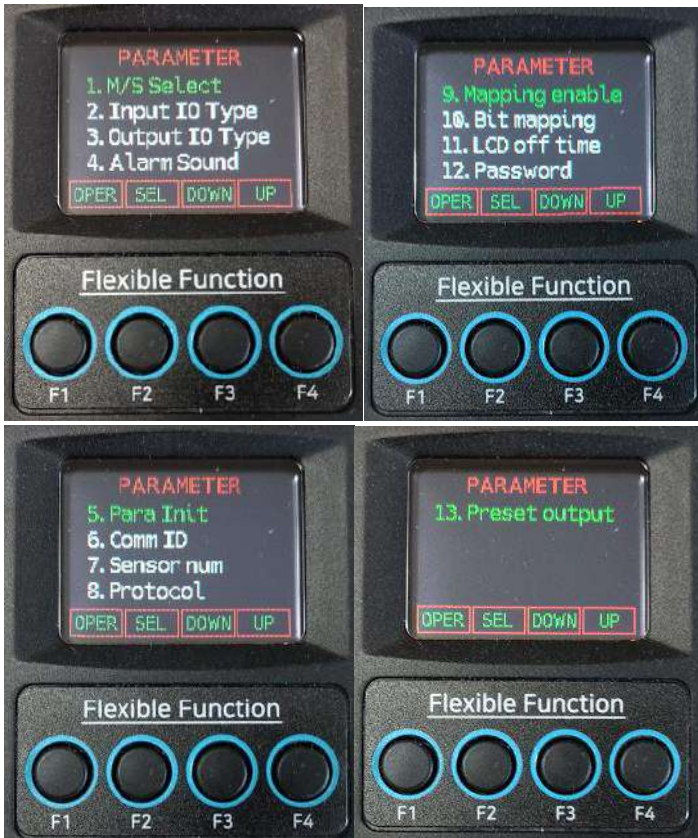 PARAMETER
1. M/S Select
2. Input IO Type
3. Output IO Type
4. Alarm Sound
OPER SEL DOWN UP
Flexible Function
F1 F2 F3 F4
PARAMETER
9. Mapping enable
10. Bit mapping
11. LCD off time
12. Password
OPER SEL DOWN UP
Flexible Function
F1 F2 F3 F4
PARAMETER
5. Para Init
6. Comm ID
7. Sensor num
8. Protocol
OPER SEL DOWN UP
Flexible Function
F1 F2 F3 F4
PARAMETER
13. Preset output
OPER SEL DOWN UP
Flexible Function
F1 F2 F3 F4